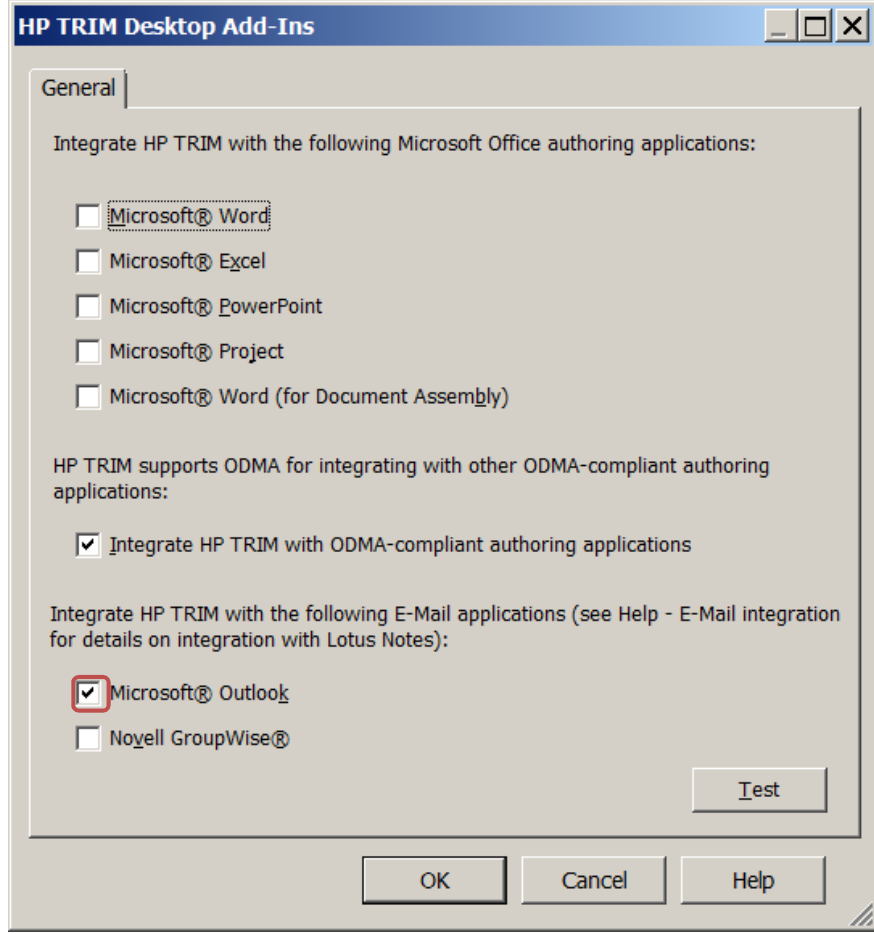 HP TRIM Desktop Add-Ins
General
Integrate HP TRIM with the following Microsoft Office authoring applications:
Microsoft® Word
Microsoft® Excel
Microsoft® PowerPoint
Microsoft® Project
Microsoft® Word (for Document Assembly)
HP TRIM supports ODMA for integrating with other ODMA-compliant authoring
applications:
Integrate HP TRIM with ODMA-compliant authoring applications
Integrate HP TRIM with the following E-Mail applications (see Help - E-Mail integration
for details on integration with Lotus Notes):
Microsoft® Outlook
Novell GroupWise®
Test
OK Cancel Help